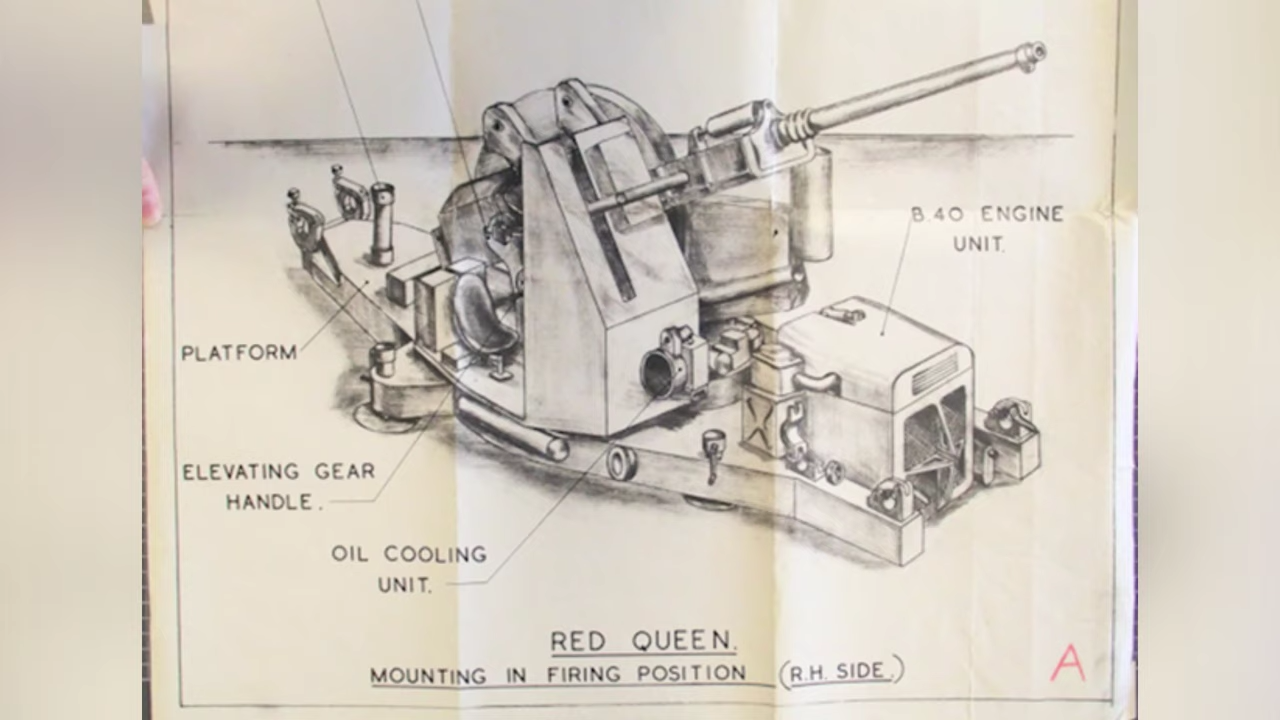 B.40 ENGINE
UNIT.
PLATFORM
ELEVATING GEAR
HANDLE.
OIL COOLING
UNIT.
RED QUEEN.
MOUNTING IN FIRING POSITION (R.H. SIDE.)
A